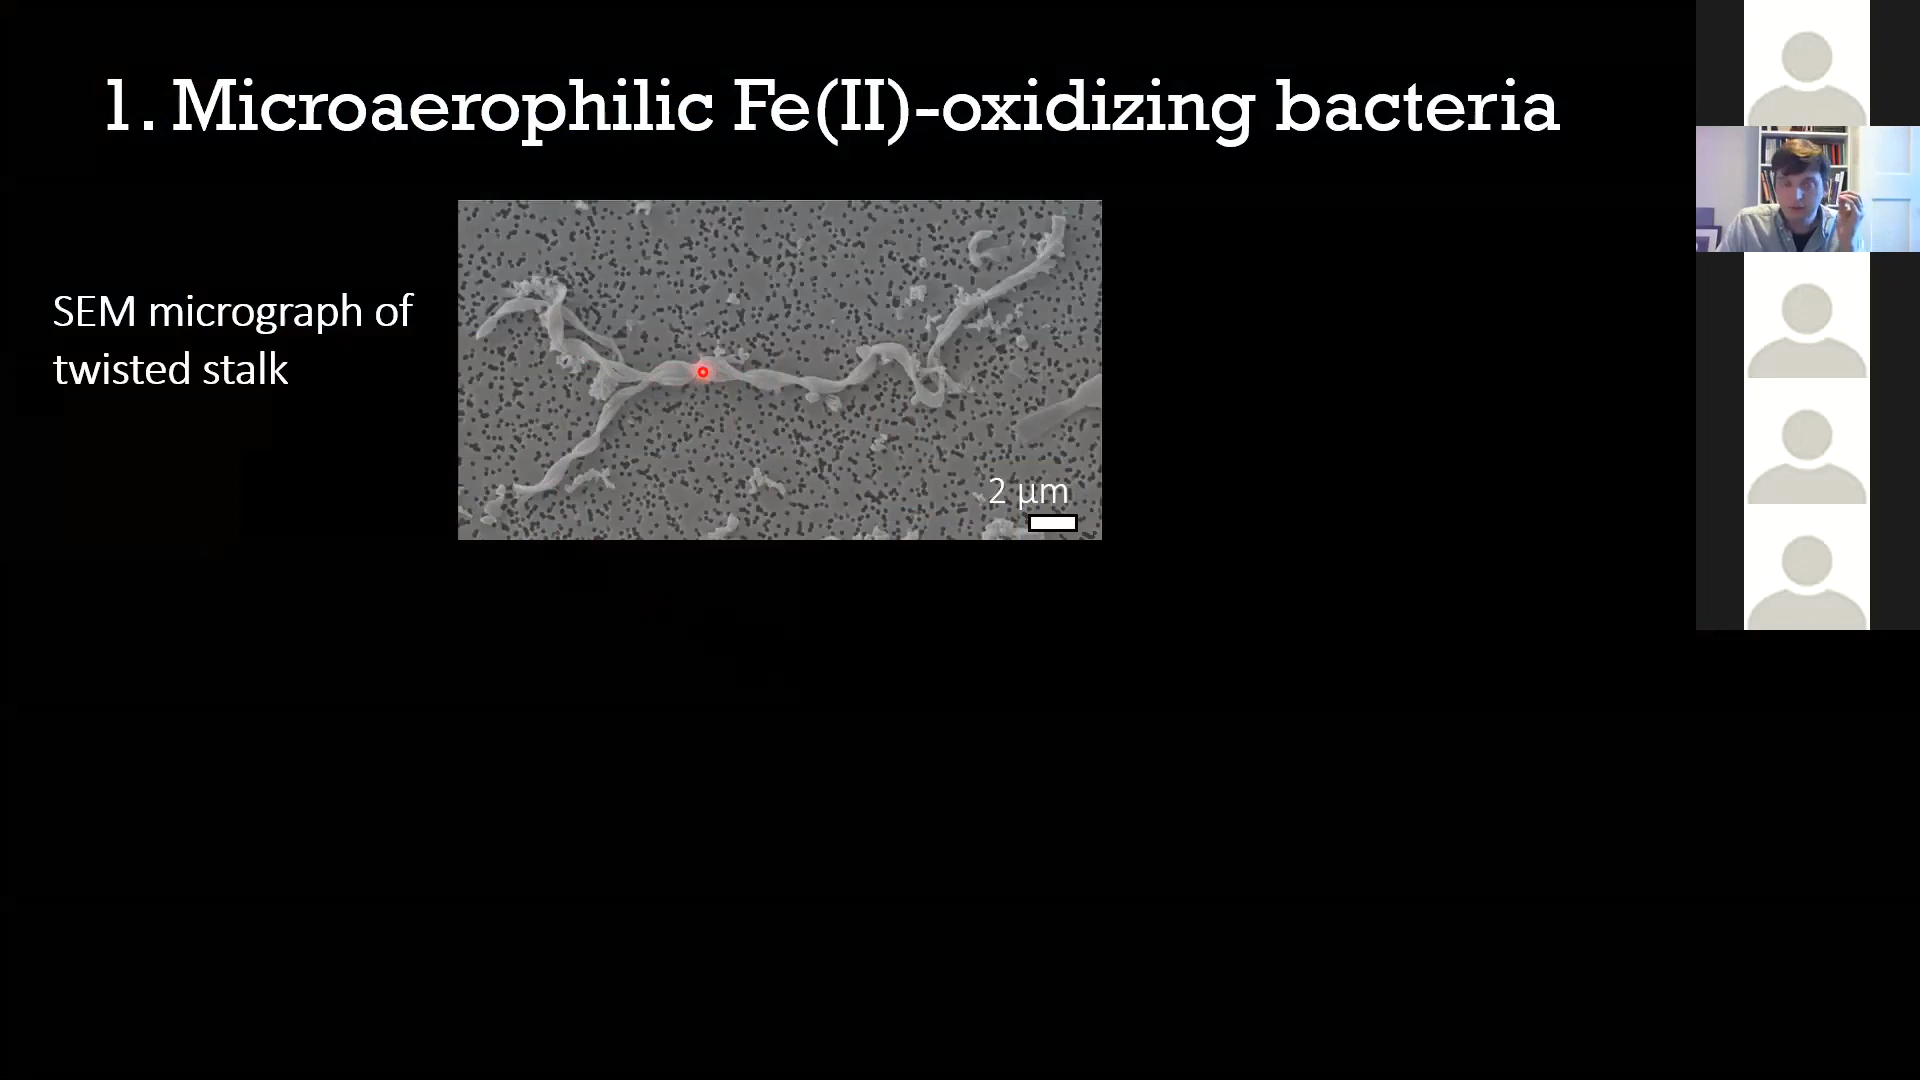 1. Microaerophilic Fe(II)-oxidizing bacteria
SEM micrograph of
twisted stalk
2 µm